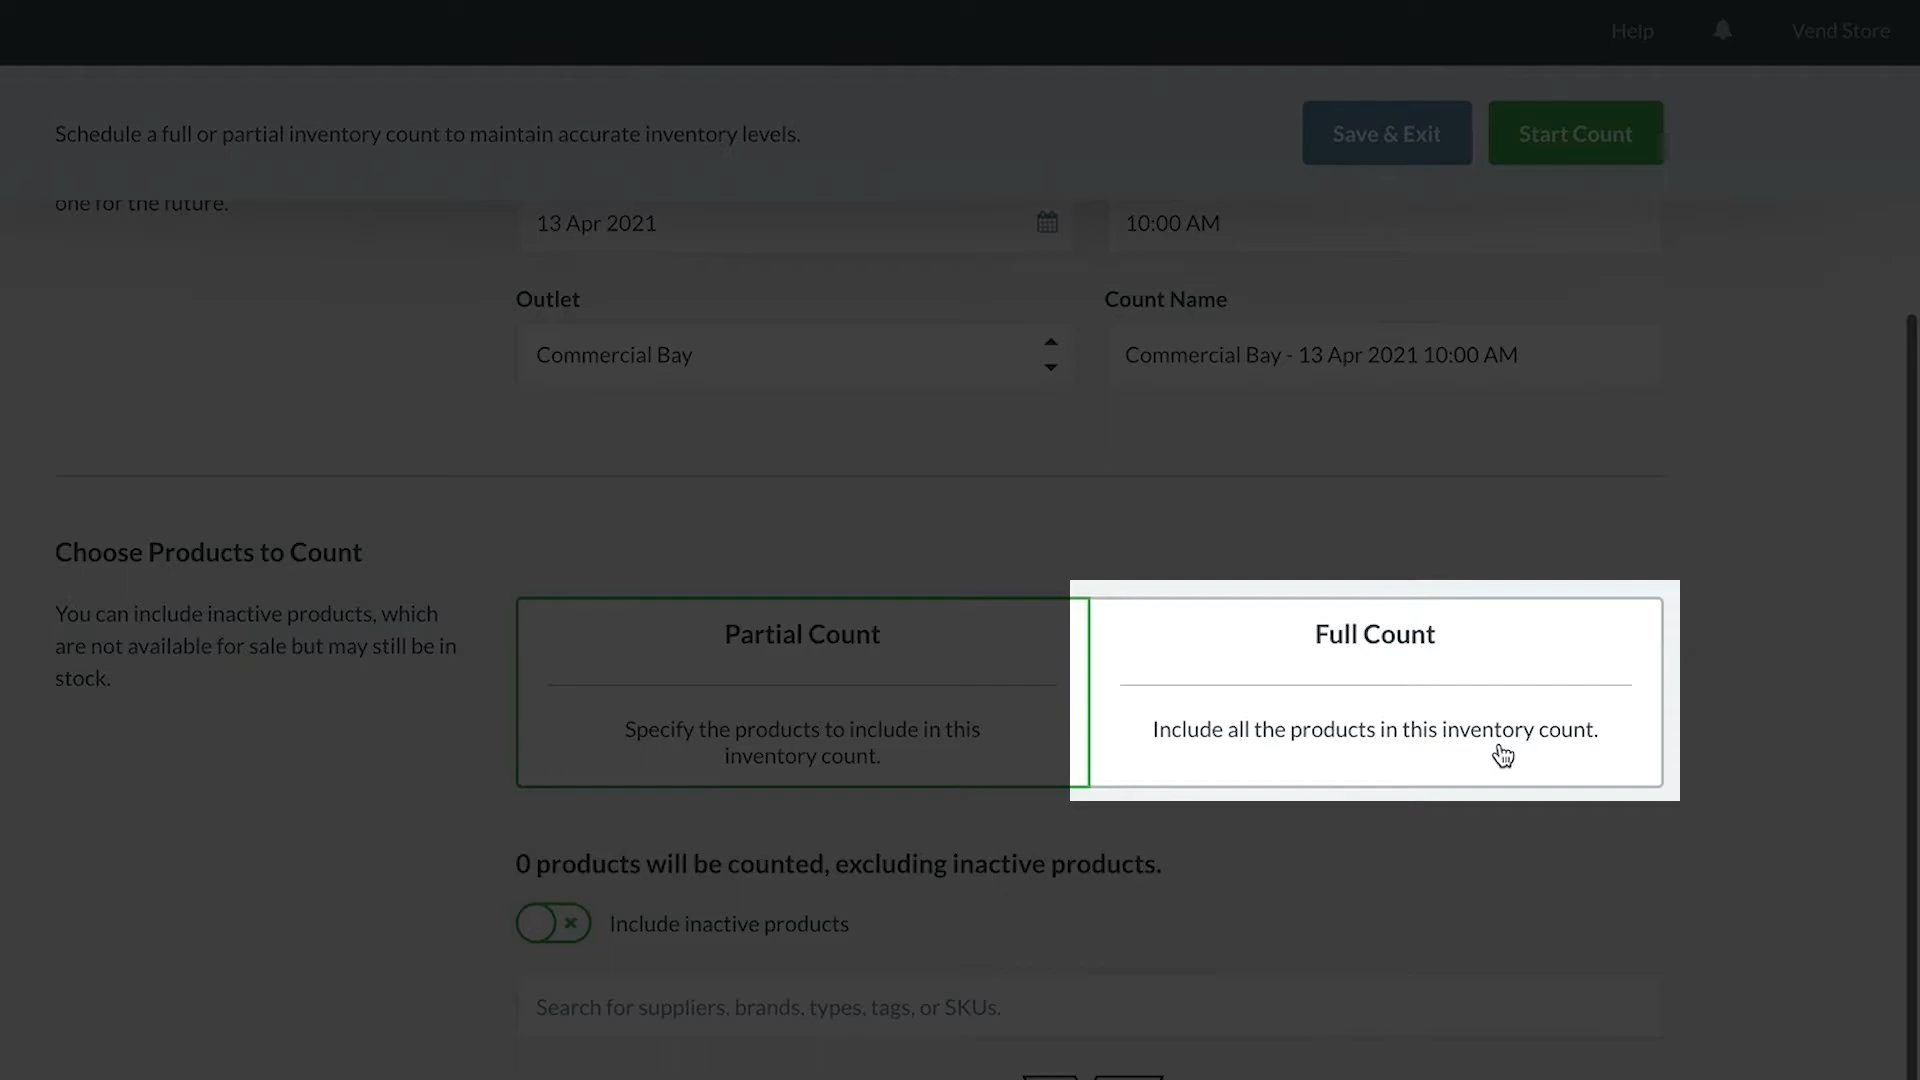 Help
Vend Store
Schedule a full or partial inventory count to maintain accurate inventory levels.
Save & Exit
Start Count
one for the future.
13 Apr 2021
10:00 AM
Outlet
Count Name
Commercial Bay
Commercial Bay - 13 Apr 2021 10:00 AM
Choose Products to Count
You can include inactive products, which
are not available for sale but may still be in
stock.
Partial Count
Specify the products to include in this
inventory count.
Full Count
Include all the products in this inventory count.
0 products will be counted, excluding inactive products.
Include inactive products
Search for suppliers, brands, types, tags, or SKUs.